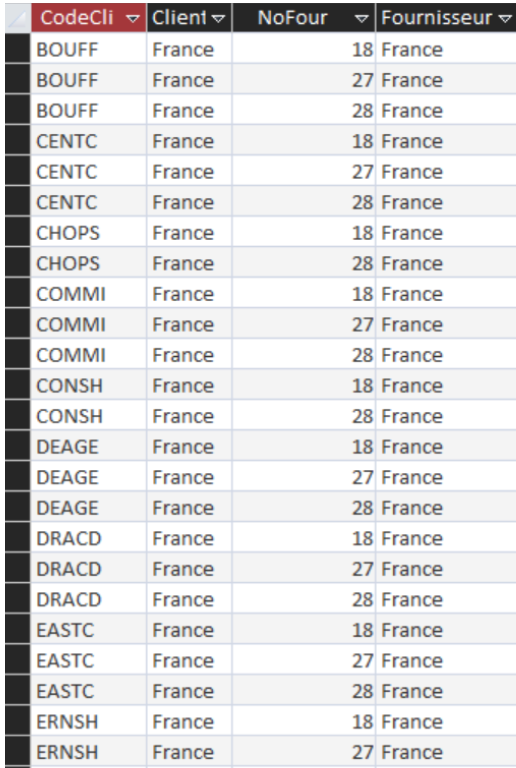 CodeCli Client NoFour Fournisseur
BOUFF France 18 France
BOUFF France 27 France
BOUFF France 28 France
CENTC France 18 France
CENTC France 27 France
CENTC France 28 France
CHOPS France 18 France
CHOPS France 28 France
COMMI France 18 France
COMMI France 27 France
COMMI France 28 France
CONSH France 18 France
CONSH France 28 France
DEAGE France 18 France
DEAGE France 27 France
DEAGE France 28 France
DRACD France 18 France
DRACD France 27 France
DRACD France 28 France
EASTC France 18 France
EASTC France 27 France
EASTC France 28 France
ERNSH France 18 France
ERNSH France 27 France